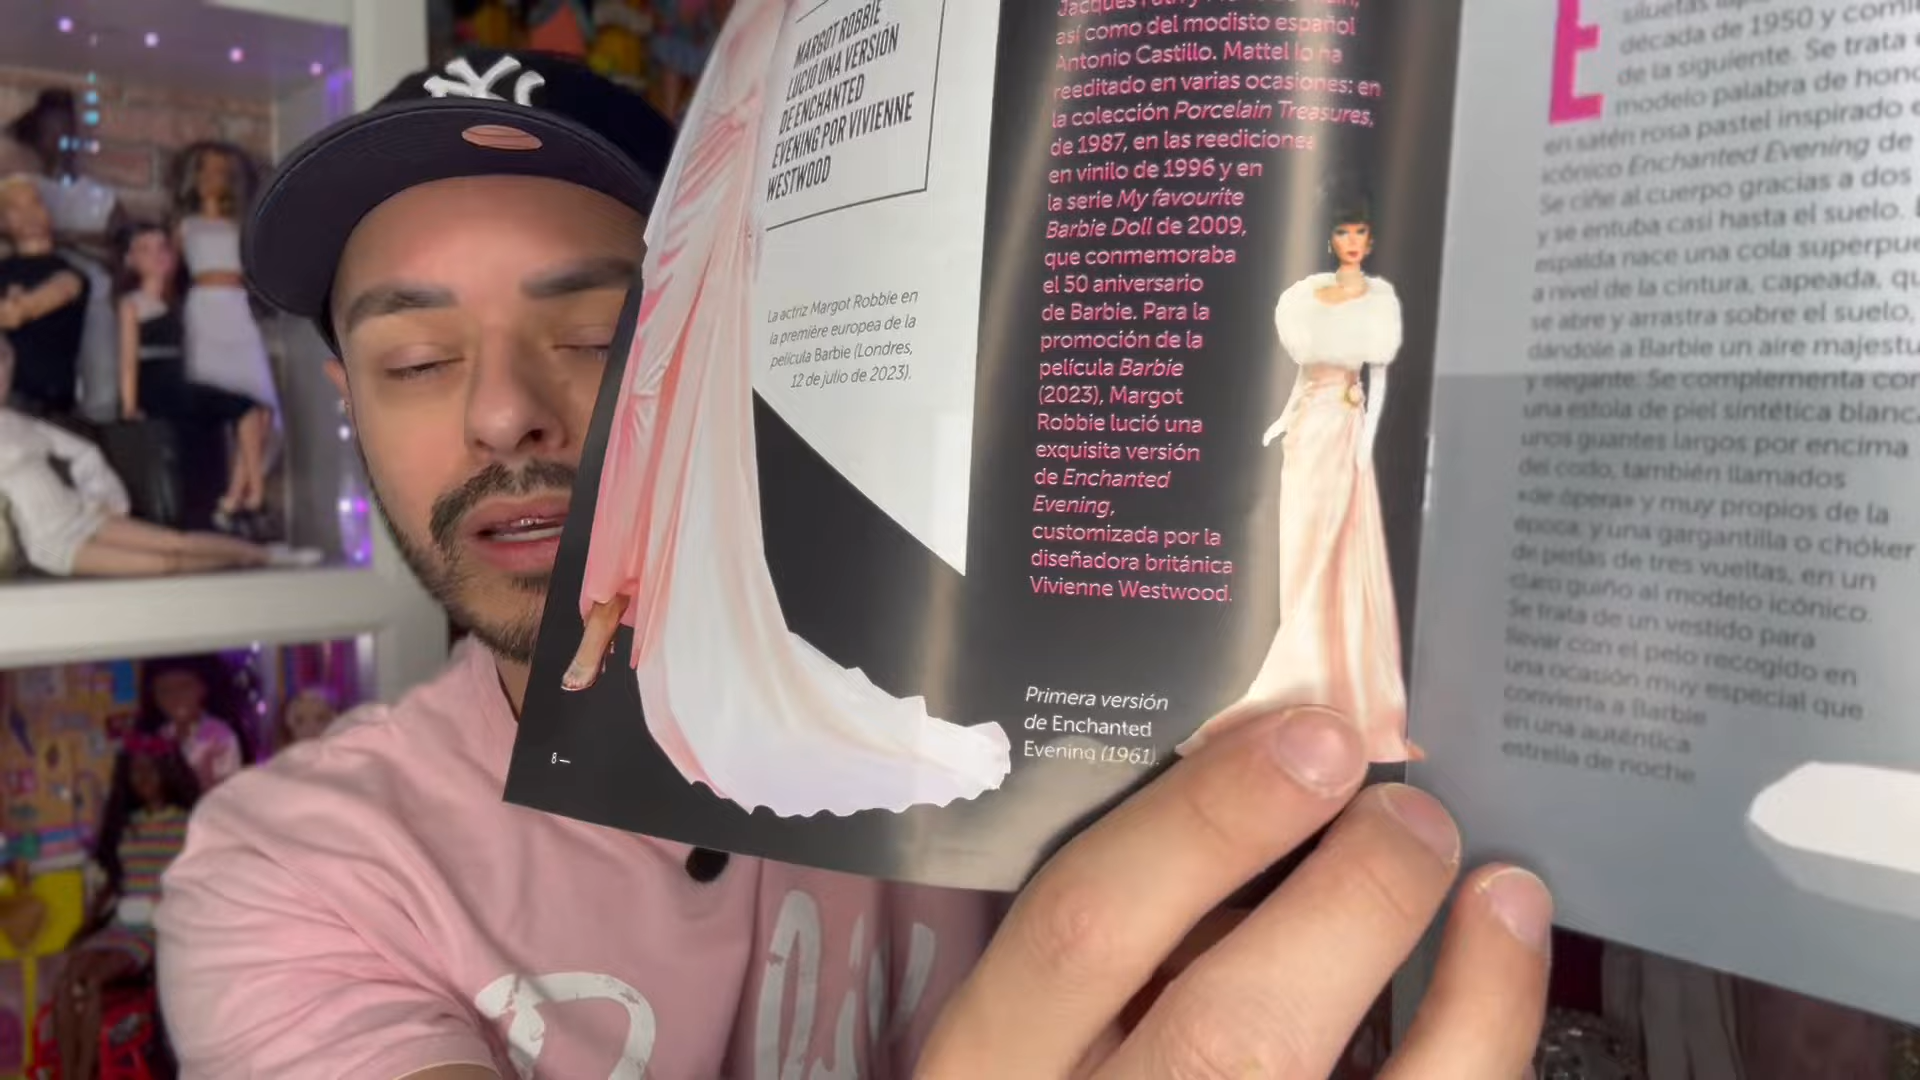 NY
MARGOT ROBBIE
LUCIÓ UNA VERSIÓN
DE ENCHANTED
EVENING POR VIVIENNE
WESTWOOD
La actriz Margot Robbie en
la première europea de la
película Barbie (Londres,
12 de julio de 2023).
8 —
así como del modisto español
Antonio Castillo. Mattel lo ha
reeditado en varias ocasiones: en
la colección Porcelain Treasures,
de 1987, en las reediciones
en vinilo de 1996 y en
la serie My favourite
Barbie Doll de 2009,
que conmemoraba
el 50 aniversario
de Barbie. Para la
promoción de la
película Barbie
(2023), Margot
Robbie lució una
exquisita versión
de Enchanted
Evening,
customizada por la
diseñadora británica
Vivienne Westwood.
Primera versión
de Enchanted
Evening (1961).
E
siluetas
década de 1950 y
de la siguiente. Se trata
modelo palabra de
en satén rosa pastel inspirado
icónico Enchanted Evening de
Se ciñe al cuerpo gracias a dos
y se entuba casi hasta el suelo.
espalda nace una cola
a nivel de la cintura, capeada,
se abre y arrastra sobre el suelo,
dándole a Barbie un aire
y elegante. Se complementa
una estola de piel sintética
unos guantes largos por encima
del codo, también llamados
«de ópera» y muy propios de la
época, y una gargantilla o chóker
de perlas de tres vueltas, en un
claro guiño al modelo icónico.
Se trata de un vestido para
llevar con el pelo recogido en
una ocasión muy especial que
convierta a Barbie
en una auténtica
estrella de noche